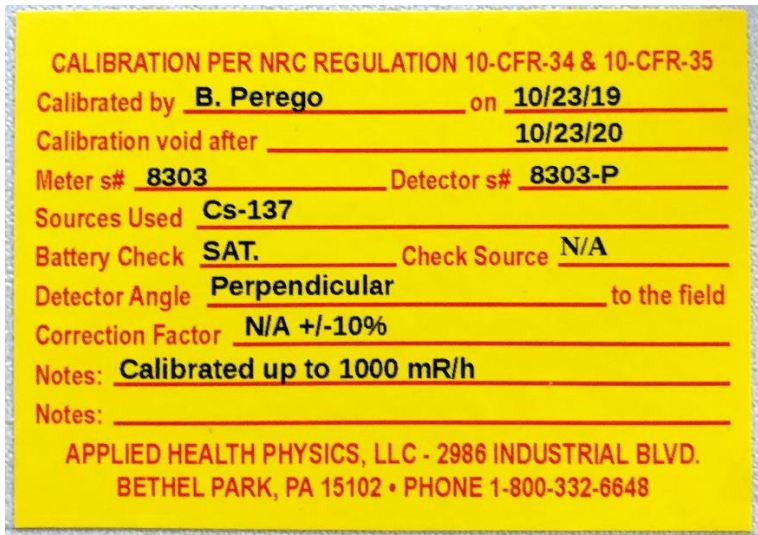 CALIBRATION PER NRC REGULATION 10-CFR-34 & 10-CFR-35
Calibrated by B. Perego on 10/23/19
Calibration void after 10/23/20
Meter s# 8303 Detector s# 8303-P
Sources Used Cs-137
Battery Check SAT. Check Source N/A
Detector Angle Perpendicular to the field
Correction Factor N/A +/-10%
Notes: Calibrated up to 1000 mR/h
Notes:
APPLIED HEALTH PHYSICS, LLC - 2986 INDUSTRIAL BLVD.
BETHEL PARK, PA 15102 • PHONE 1-800-332-6648